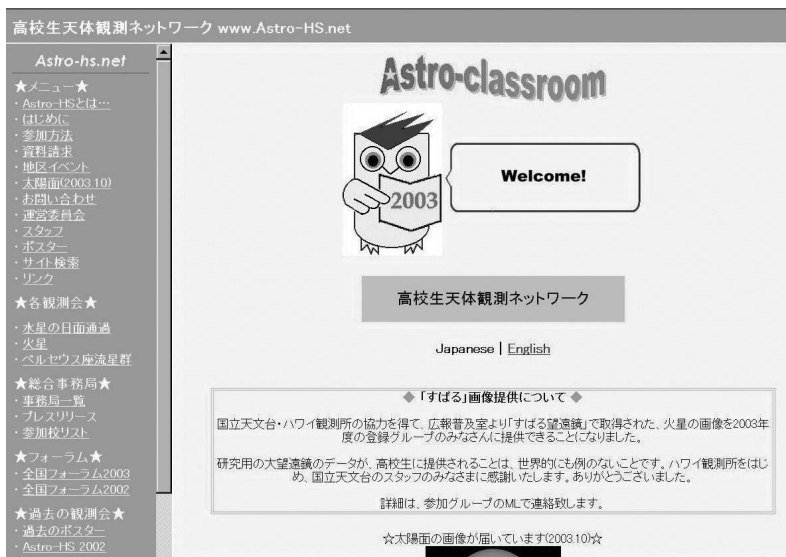 高校生天体観測ネットワーク www.Astro-HS.net
Astro-hs.net
★メニュー★
・Astro-HSとは…
・はじめに
・参加方法
・資料請求
・地区イベント
・太陽面(2003.10)
・お問い合わせ
・運営委員会
・スタッフ
・ポスター
・サイト検索
・リンク
★各観測会★
・水星の日面通過
・火星
・ペルセウス座流星群
★総合事務局★
・事務局一覧
・プレスリリース
・参加校リスト
★フォーラム★
・全国フォーラム2003
・全国フォーラム2002
★過去の観測会★
・過去のポスター
・Astro-HS 2002
Astro-classroom
2003
Welcome!
高校生天体観測ネットワーク
Japanese | English
◆「すばる」画像提供について ◆
国立天文台・ハワイ観測所の協力を得て、広報普及室より「すばる望遠鏡」で取得された、火星の画像を2003年
度の登録グループのみなさんに提供できることになりました。
研究用の大望遠鏡のデータが、高校生に提供されることは、世界的にも例のないことです。ハワイ観測所をはじ
め、国立天文台のスタッフのみなさまに感謝いたします。ありがとうございました。
詳細は、参加グループのMLで連絡致します。
☆太陽面の画像が届いています(2003.10)☆